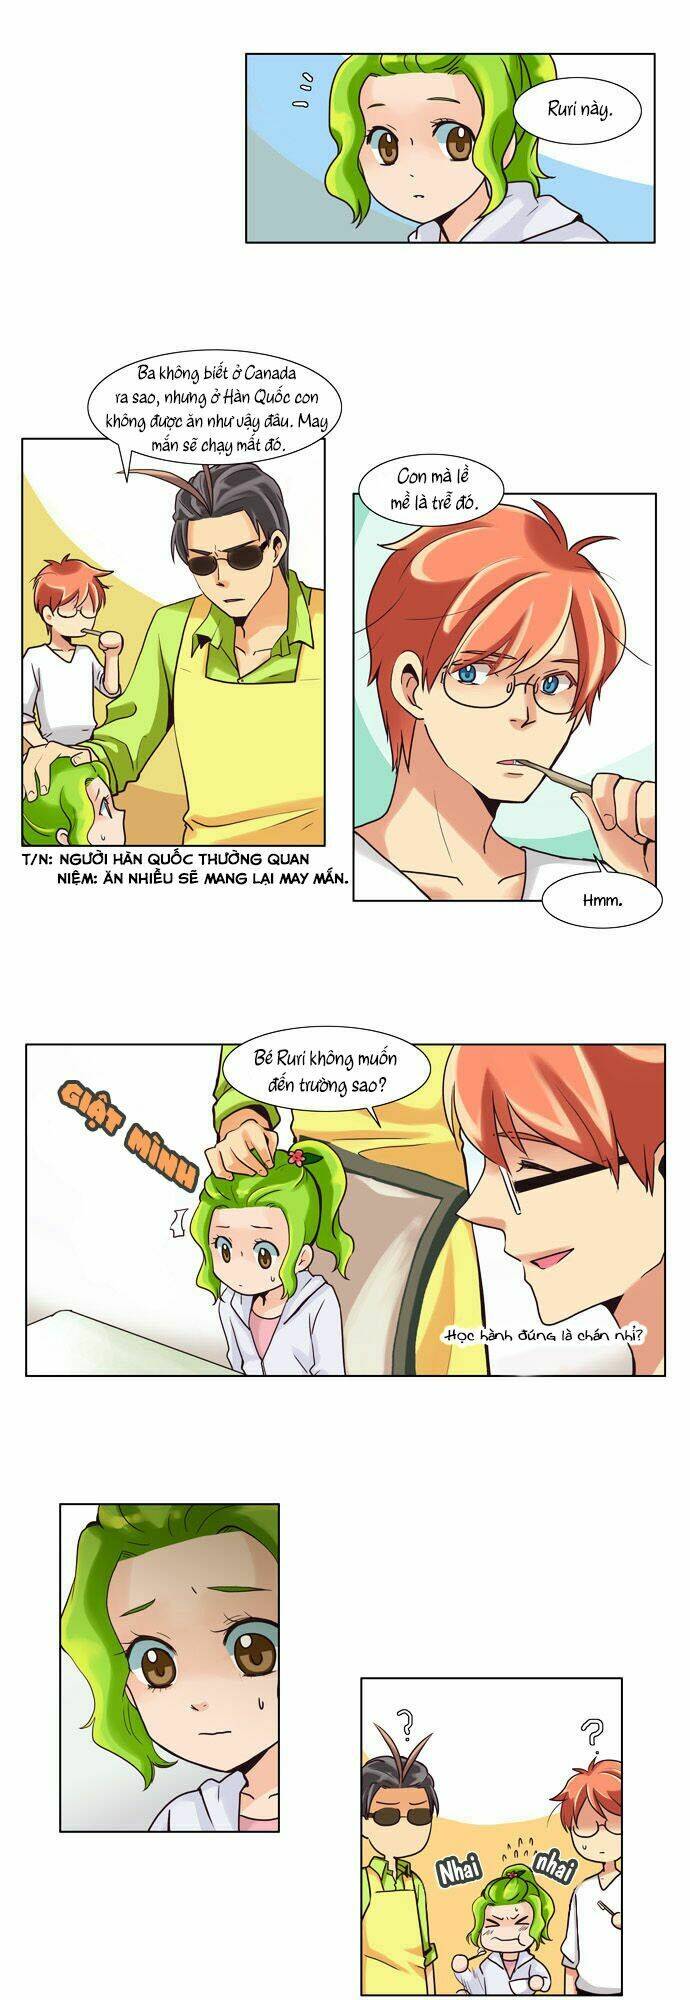 Ruri này.
Ba không biết ở Canada
ra sao, nhưng ở Hàn Quốc con
không được ăn như vậy đâu. May
mắn sẽ chạy mất đó.
Con mà lề
mề là trễ đó.
T/N: NGƯỜI HÀN QUỐC THƯỜNG QUAN
NIỆM: ĂN NHIỀU SẼ MANG LẠI MAY MẮN.
Hmm.
Bé Ruri không muốn
đến trường sao?
GIẬT MÌNH
Học hành đúng là chán nhỉ?
?
?
Nhai
nhai